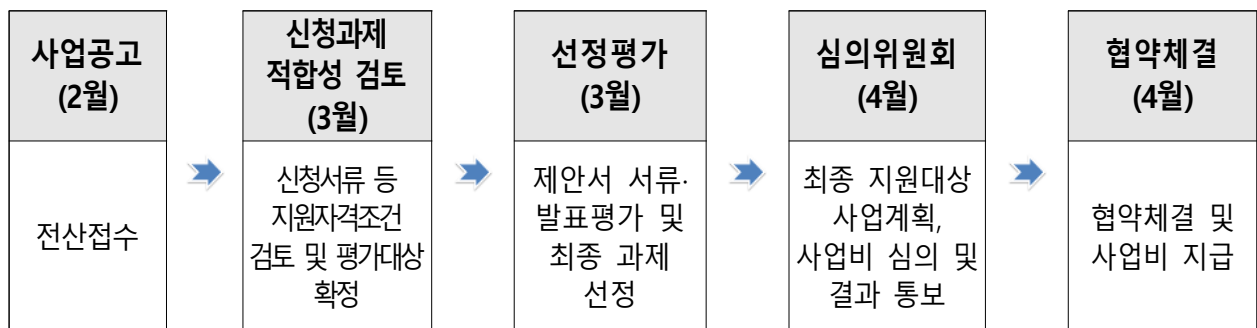 사업공고
(2월)
전산접수
신청과제
적합성 검토
(3월)
신청서류 등
지원자격조건
검토 및 평가대상
확정
선정평가
(3월)
제안서 서류·
발표평가 및
최종 과제
선정
심의위원회
(4월)
최종 지원대상
사업계획,
사업비 심의 및
결과 통보
협약체결
(4월)
협약체결 및
사업비 지급